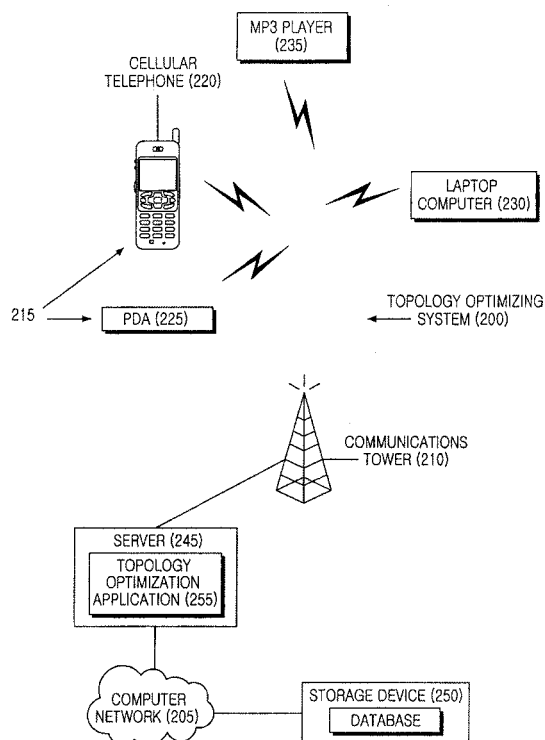 MP3 PLAYER
(235)
CELLULAR
TELEPHONE (220)
LAPTOP
COMPUTER (230)
215
PDA (225)
TOPOLOGY OPTIMIZING
SYSTEM (200)
COMMUNICATIONS
TOWER (210)
SERVER (245)
TOPOLOGY
OPTIMIZATION
APPLICATION (255)
COMPUTER
NETWORK (205)
STORAGE DEVICE (250)
DATABASE